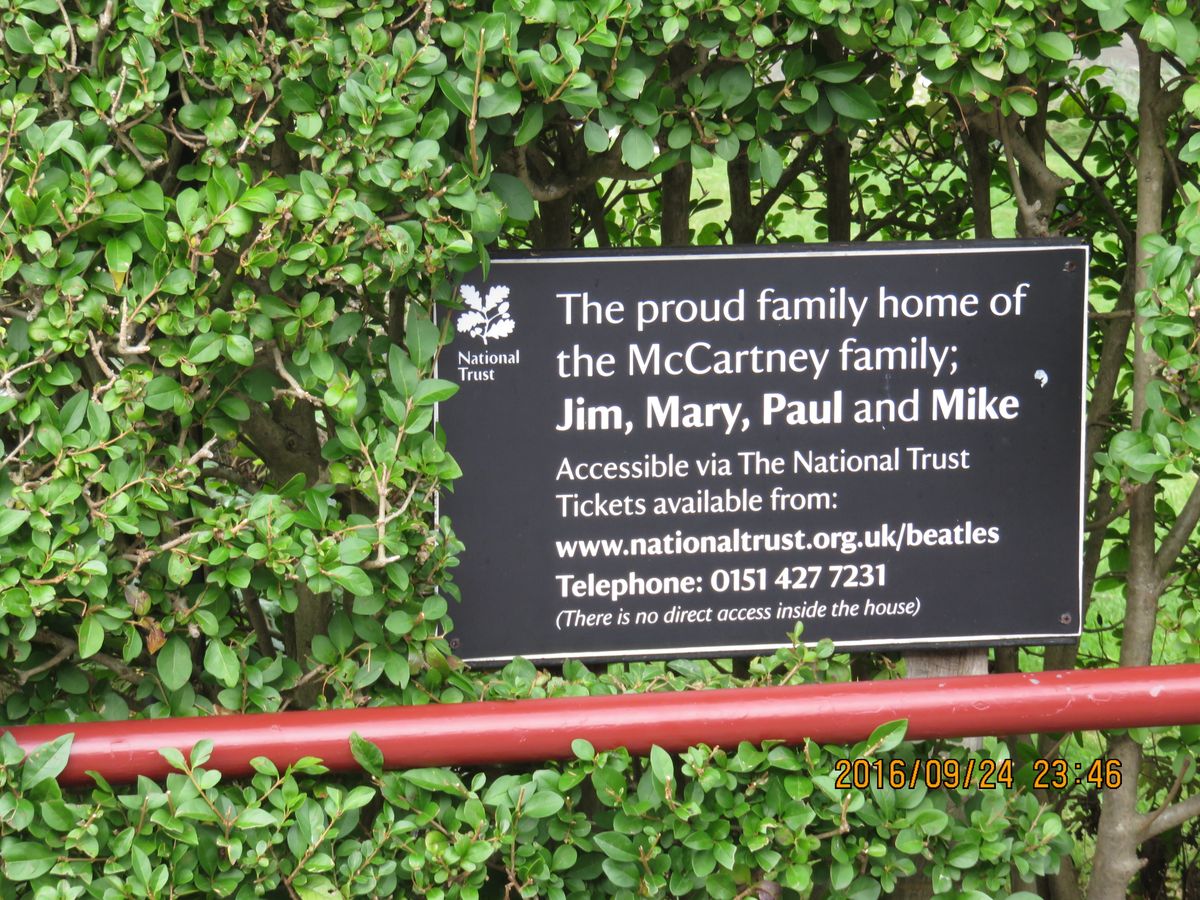 National
Trust
The proud family home of
the McCartney family;
Jim, Mary, Paul and Mike
Accessible via The National Trust
Tickets available from:
www.nationaltrust.org.uk/beatles
Telephone: 0151 427 7231
(There is no direct access inside the house)
2016/09/24 23:46